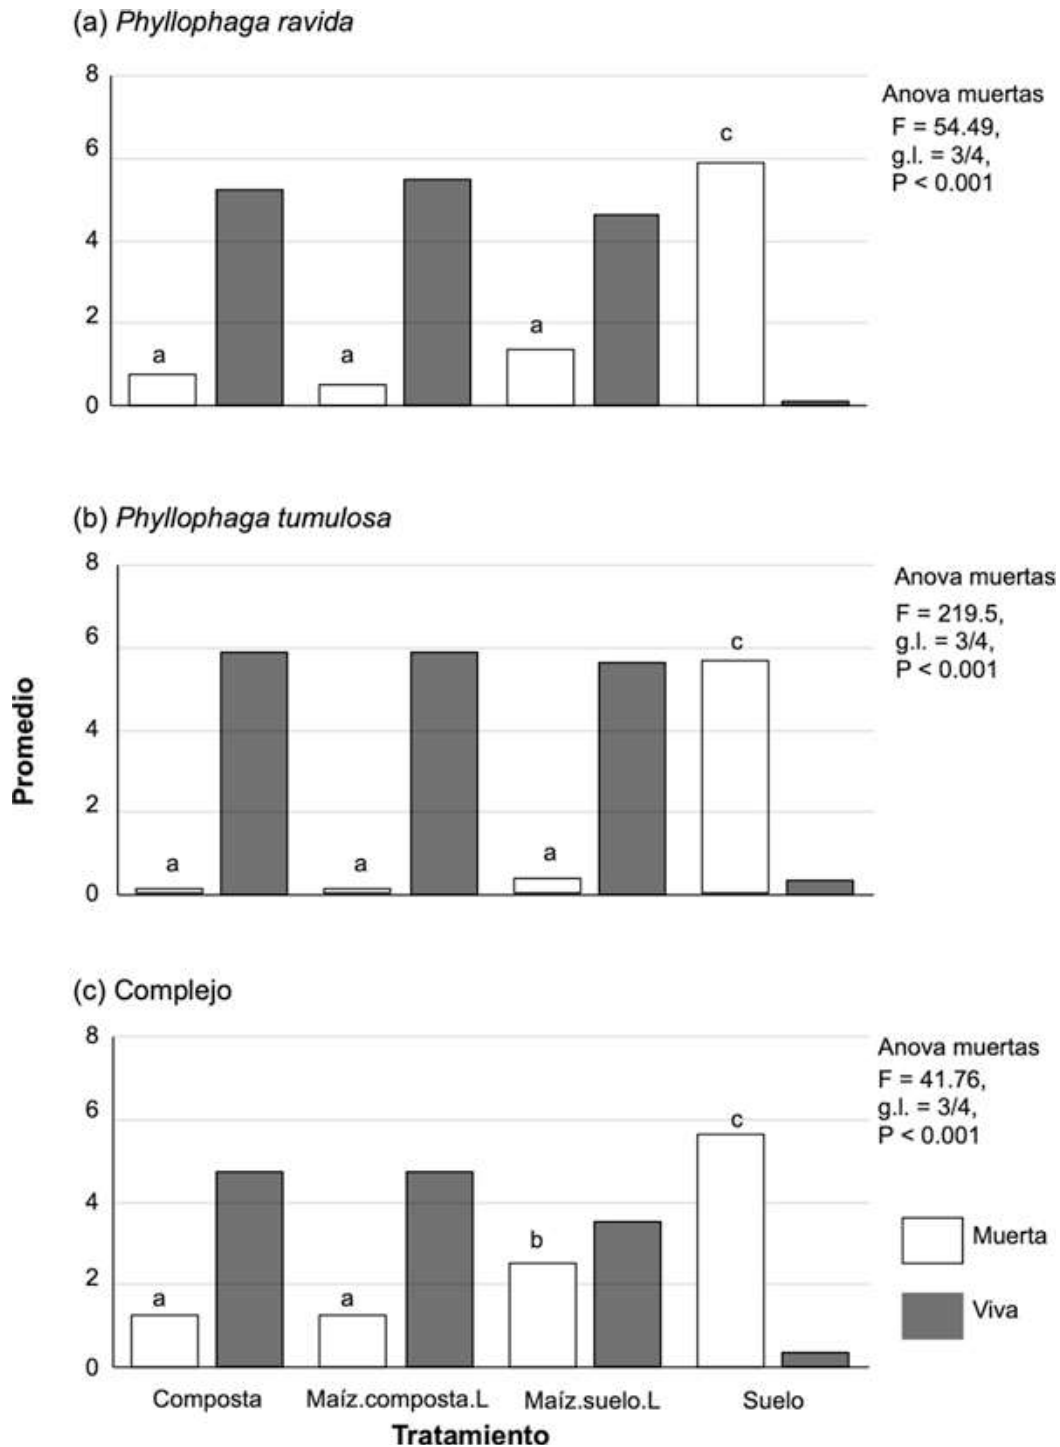 (a) Phyllophaga ravida
8
6
4
2
0
a
a
a
c
Anova muertas
F = 54.49,
g.l. = 3/4,
P < 0.001
(b) Phyllophaga tumulosa
8
6
4
2
0
a
a
a
c
Anova muertas
F = 219.5,
g.l. = 3/4,
P < 0.001
Promedio
(c) Complejo
8
6
4
2
0
a
a
b
c
Anova muertas
F = 41.76,
g.l. = 3/4,
P < 0.001
Muerta
Viva
Composta Maíz.composta.L Maíz.suelo.L Suelo
Tratamiento